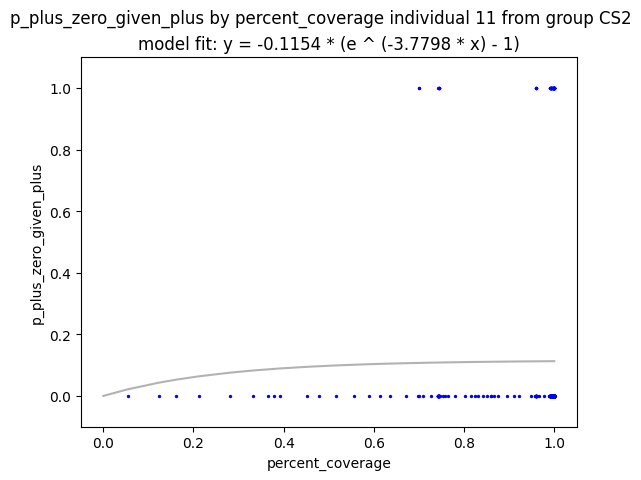 p_plus_zero_given_plus by percent_coverage individual 11 from group CS2
model fit: y = -0.1154 * (e ^ (-3.7798 * x) - 1)
1.0
0.8
0.6
0.4
0.2
0.0
p_plus_zero_given_plus
0.0 0.2 0.4 0.6 0.8 1.0
percent_coverage